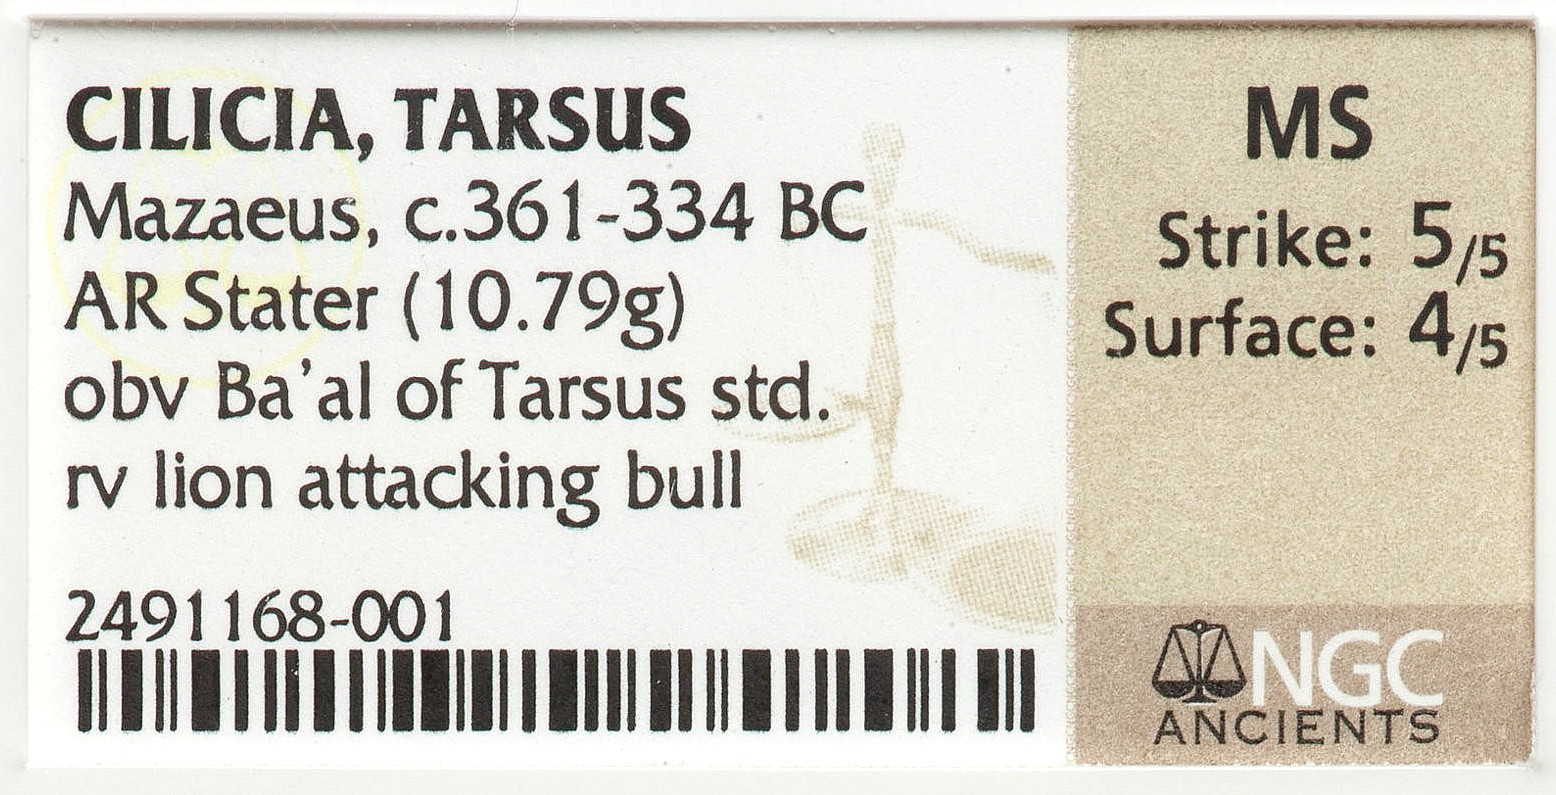 CILICIA, TARSUS
Mazaeus, c.361-334 BC
AR Stater (10.79g)
obv Ba'al of Tarsus std.
rv lion attacking bull
2491168-001
MS
Strike: 5/5
Surface: 4/5
NGC
ANCIENTS